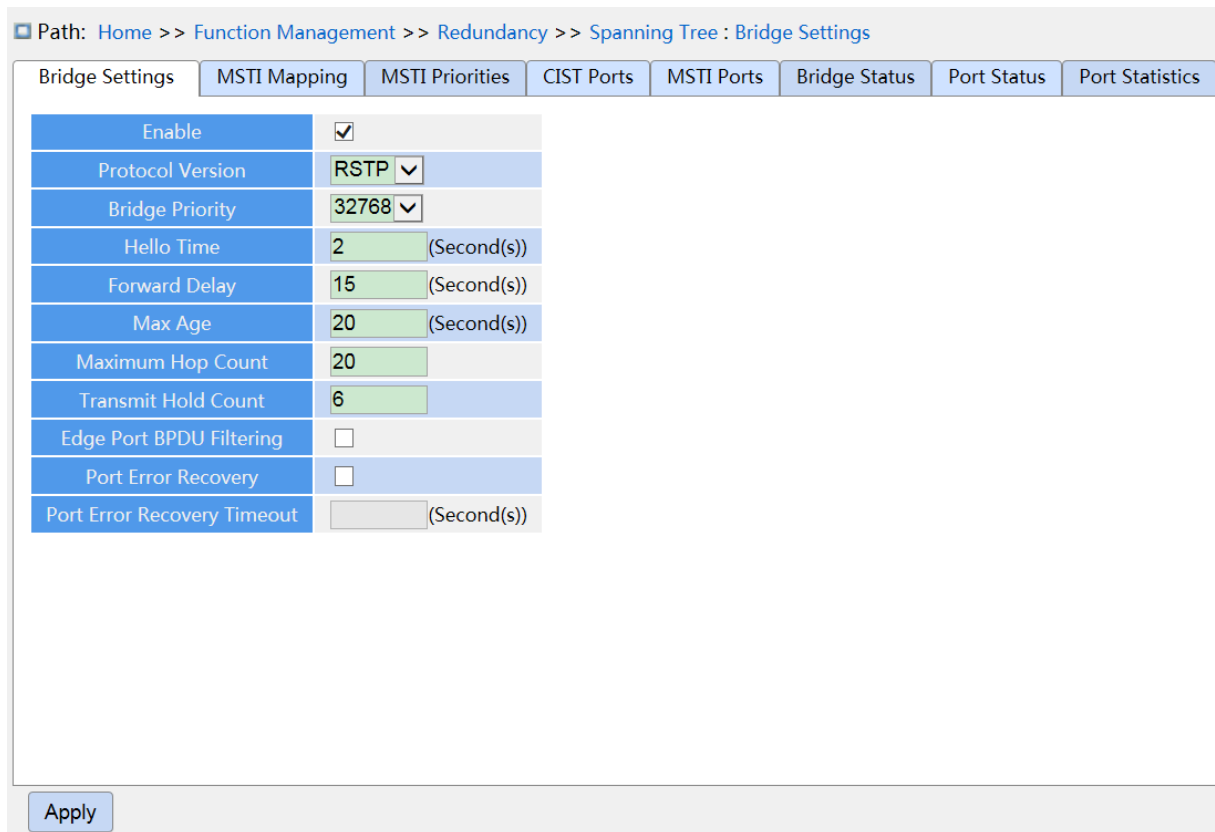 Path: Home >> Function Management >> Redundancy >> Spanning Tree : Bridge Settings
Bridge Settings MSTI Mapping MSTI Priorities CIST Ports MSTI Ports Bridge Status Port Status Port Statistics
Enable
Protocol Version RSTP
Bridge Priority 32768
Hello Time 2 (Second(s))
Forward Delay 15 (Second(s))
Max Age 20 (Second(s))
Maximum Hop Count 20
Transmit Hold Count 6
Edge Port BPDU Filtering
Port Error Recovery
Port Error Recovery Timeout (Second(s))
Apply